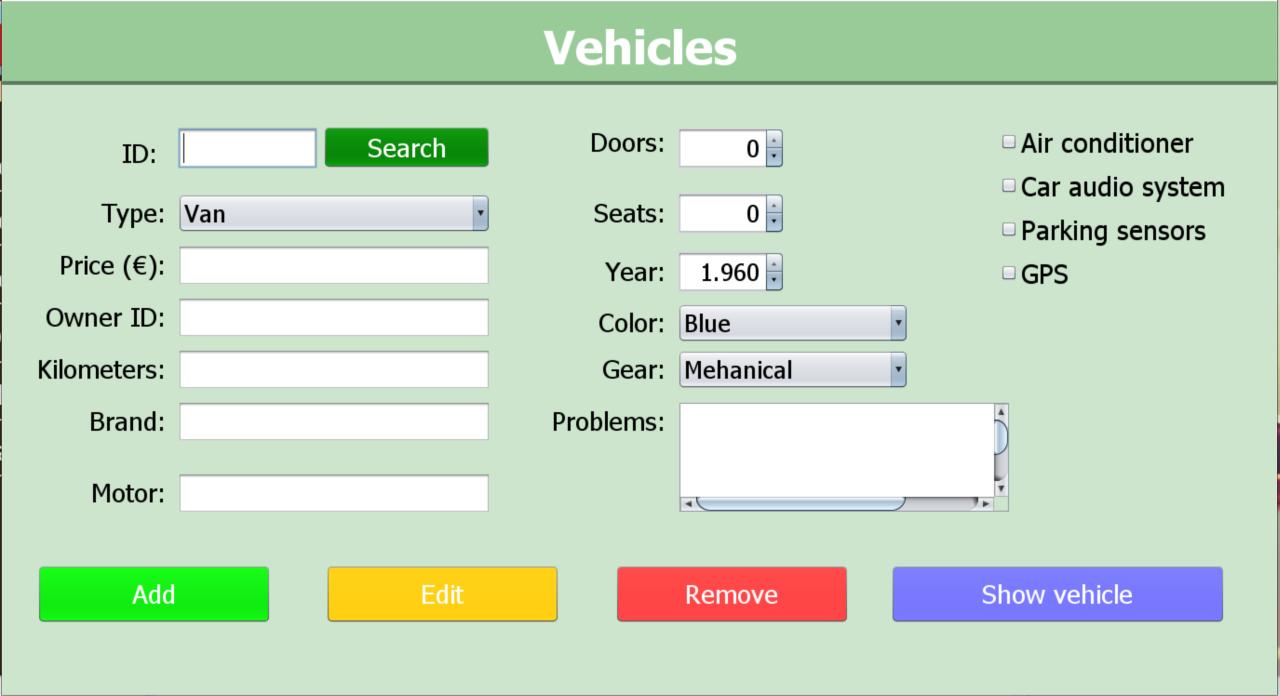 Vehicles
ID:
Search
Type: Van
Price (€):
Owner ID:
Kilometers:
Brand:
Motor:
Doors: 0
Seats: 0
Year: 1.960
Color: Blue
Gear: Mehanical
Problems:
Air conditioner
Car audio system
Parking sensors
GPS
Add
Edit
Remove
Show vehicle